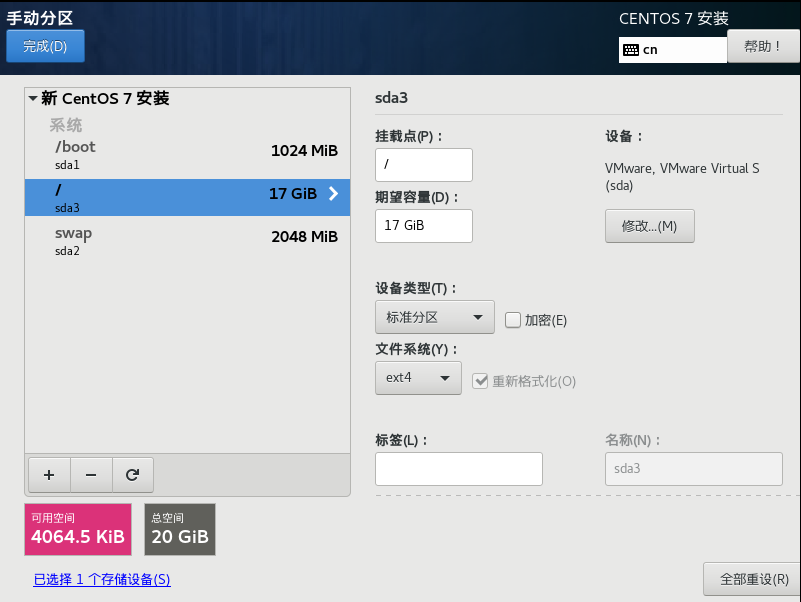 手动分区
CENTOS 7 安装
完成(D)
cn
帮助！
新 CentOS 7 安装
系统
/boot
1024 MiB
sda1
/
17 GiB
sda3
swap
2048 MiB
sda2
sda3
挂载点(P)：
设备：
/
VMware, VMware Virtual S
(sda)
期望容量(D)：
17 GiB
修改...(M)
设备类型(T)：
标准分区
加密(E)
文件系统(Y)：
ext4
重新格式化(O)
标签(L)：
名称(N)：
sda3
+
−
可用空间
4064.5 KiB
总空间
20 GiB
已选择 1 个存储设备(S)
全部重设(R)